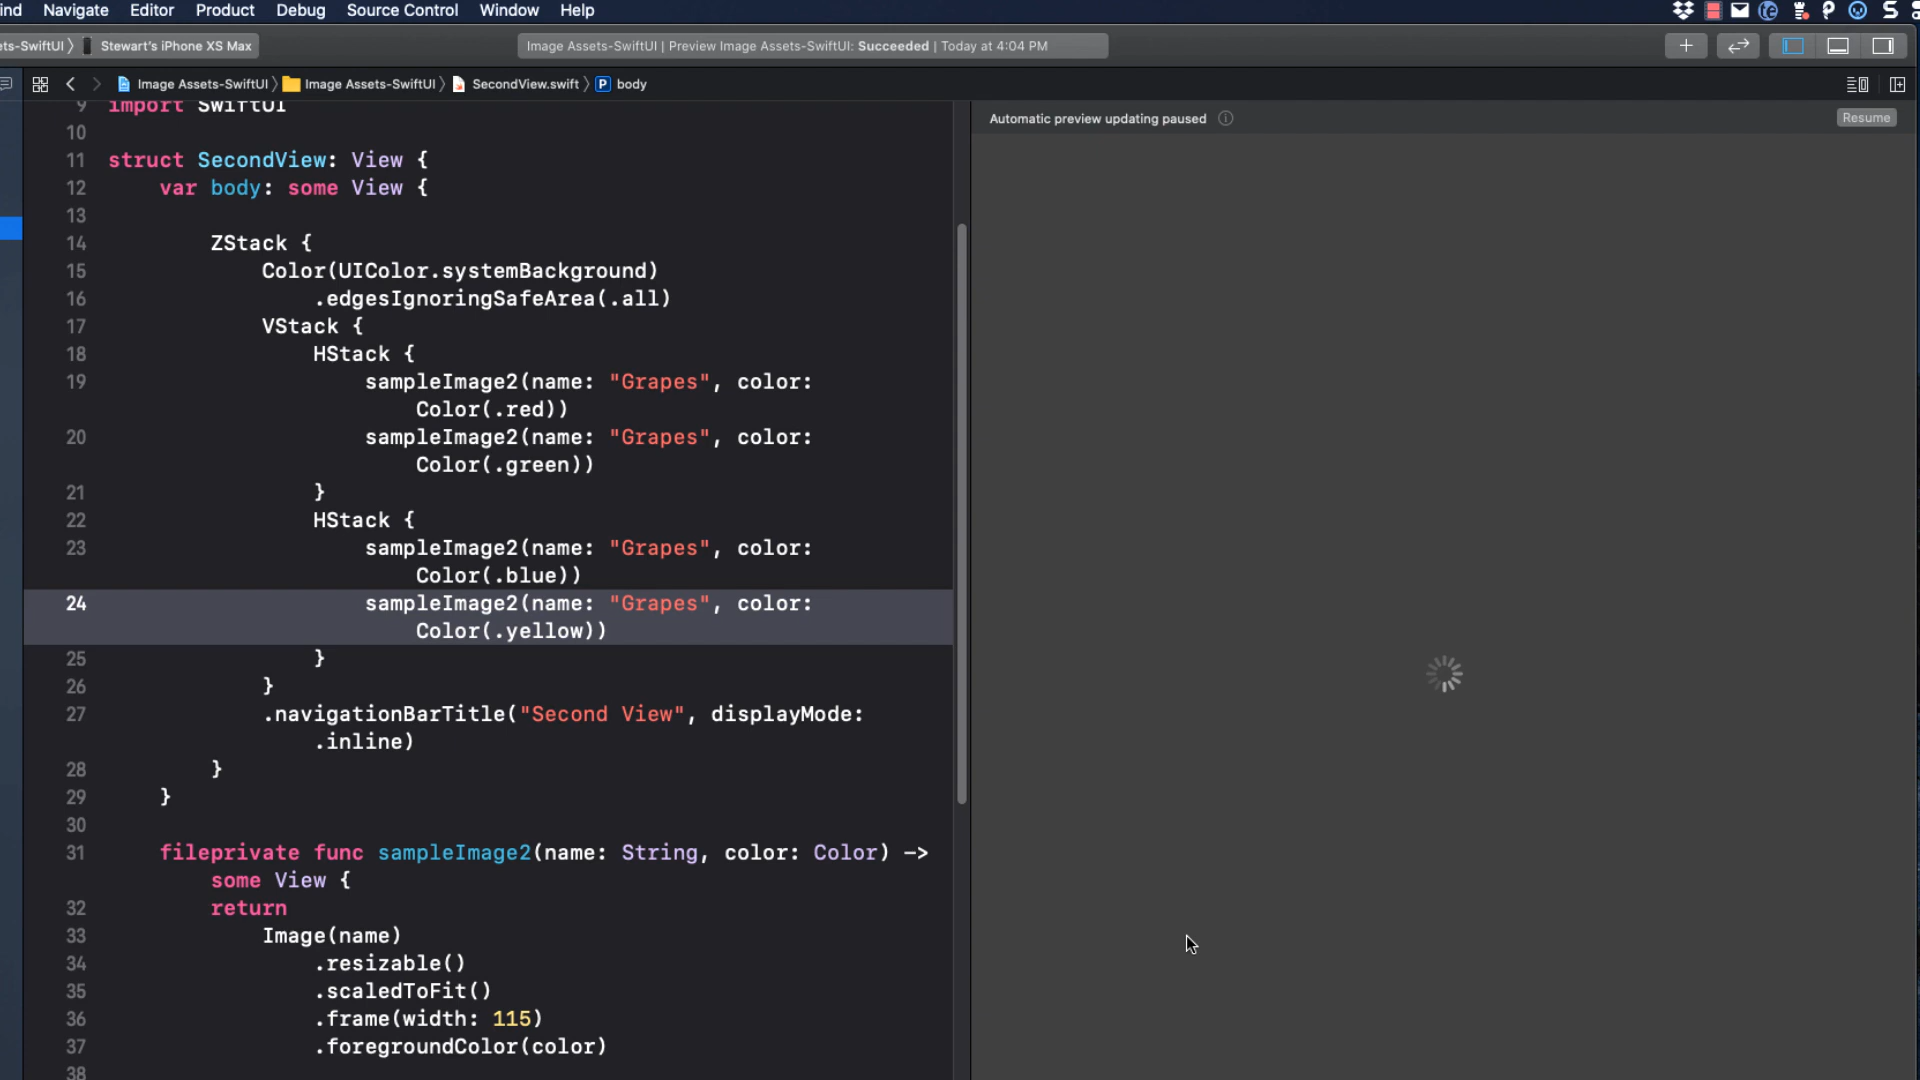 ind Navigate Editor Product Debug Source Control Window Help
ets-SwiftUI Stewart's iPhone XS Max
Image Assets-SwiftUI | Preview Image Assets-SwiftUI: Succeeded | Today at 4:04 PM
Image Assets-SwiftUI Image Assets-SwiftUI SecondView.swift P body
Automatic preview updating paused Resume
9 import SwiftUI
10
11 struct SecondView: View {
12 var body: some View {
13
14 ZStack {
15 Color(UIColor.systemBackground)
16 .edgesIgnoringSafeArea(.all)
17 VStack {
18 HStack {
19 sampleImage2(name: "Grapes", color:
Color(.red))
20 sampleImage2(name: "Grapes", color:
Color(.green))
21 }
22 HStack {
23 sampleImage2(name: "Grapes", color:
Color(.blue))
24 sampleImage2(name: "Grapes", color:
Color(.yellow))
25 }
26 }
27 .navigationBarTitle("Second View", displayMode:
.inline)
28 }
29 }
30
31 fileprivate func sampleImage2(name: String, color: Color) ->
some View {
32 return
33 Image(name)
34 .resizable()
35 .scaledToFit()
36 .frame(width: 115)
37 .foregroundColor(color)
38